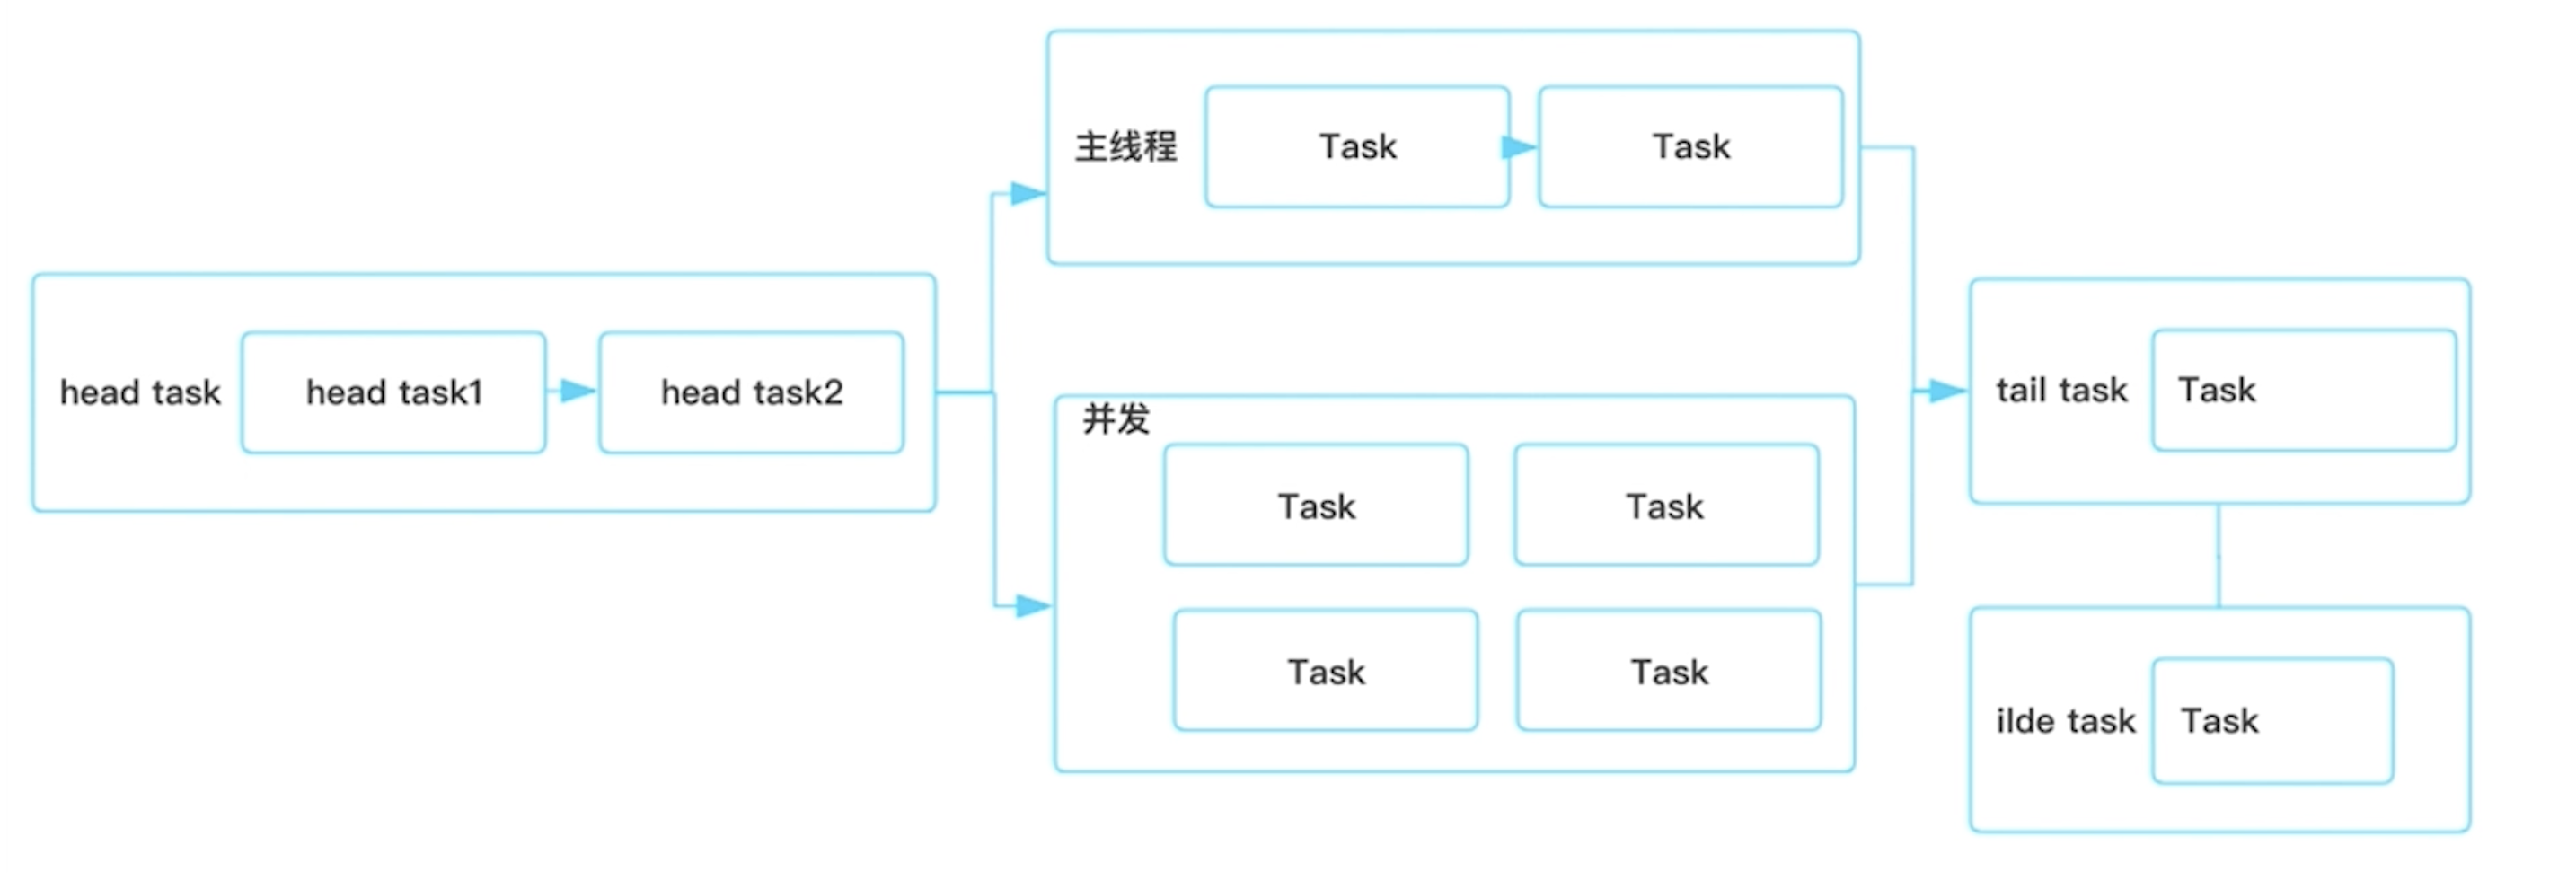 主线程
Task
Task
head task
head task1
head task2
并发
Task
Task
Task
Task
tail task
Task
ilde task
Task